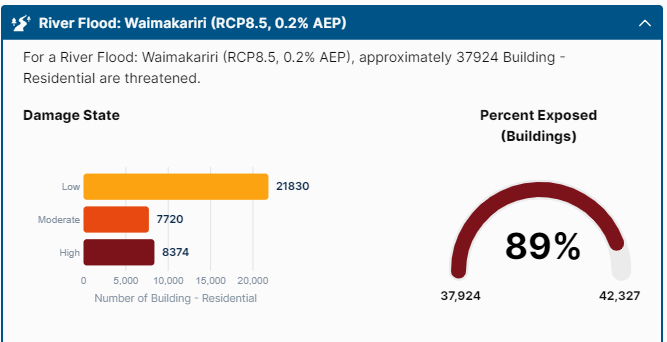 River Flood: Waimakariri (RCP8.5, 0.2% AEP)
For a River Flood: Waimakariri (RCP8.5, 0.2% AEP), approximately 37924 Building -
Residential are threatened.
Damage State
Low 21830
Moderate 7720
High 8374
0 5,000 10,000 15,000 20,000
Number of Building - Residential
Percent Exposed
(Buildings)
89%
37,924 42,327